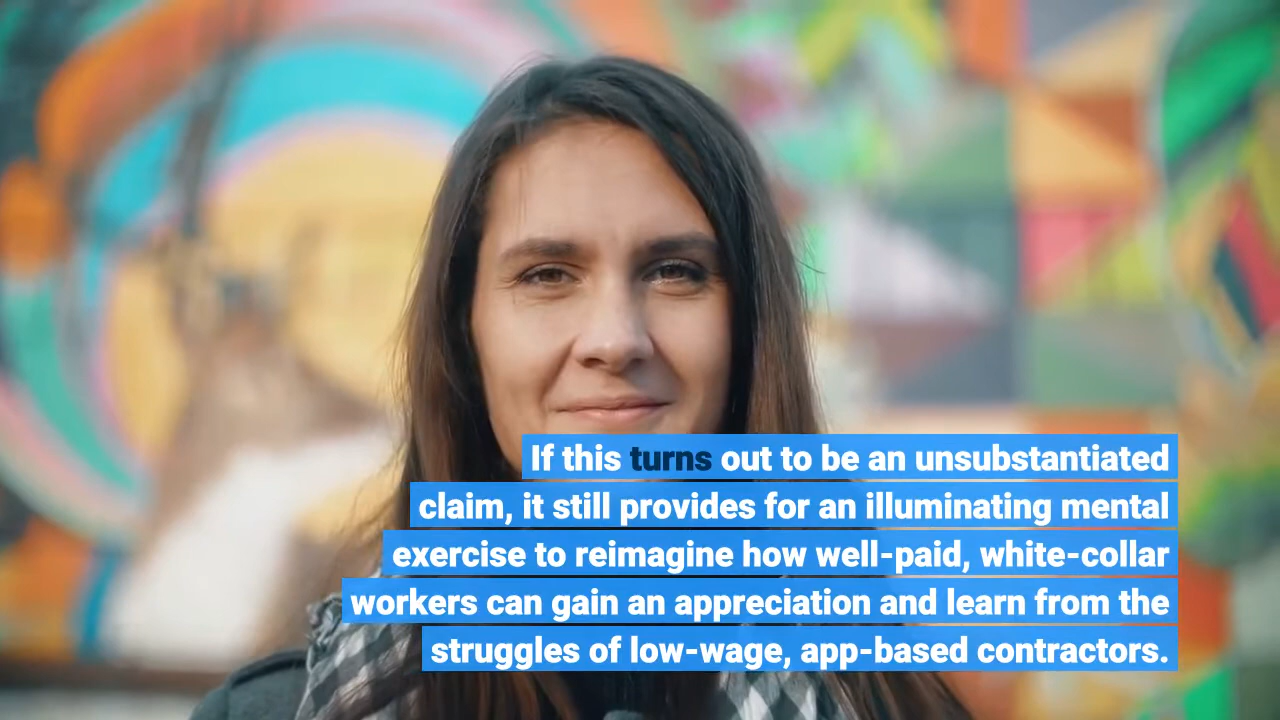 If this turns out to be an unsubstantiated
claim, it still provides for an illuminating mental
exercise to reimagine how well-paid, white-collar
workers can gain an appreciation and learn from the
struggles of low-wage, app-based contractors.